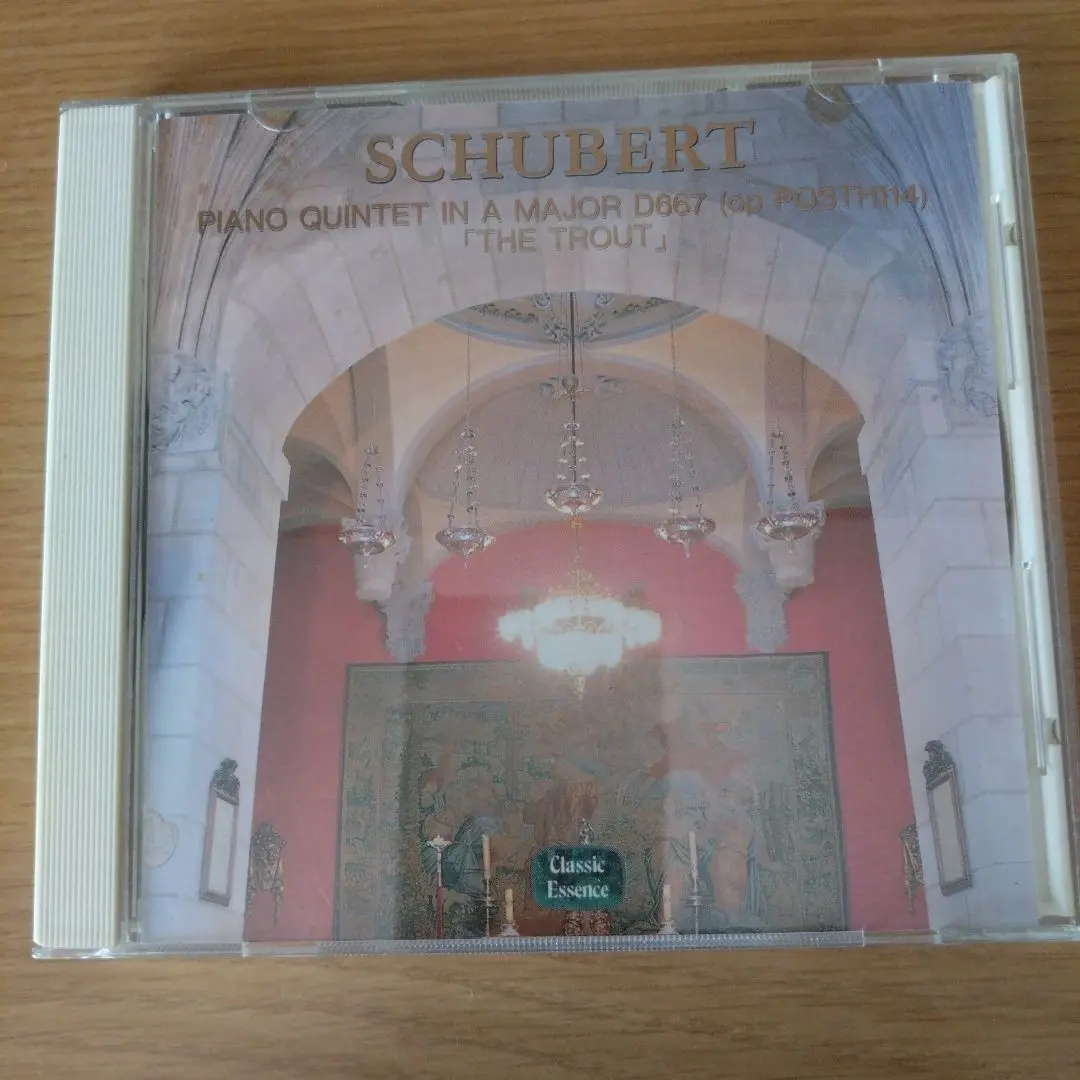 SCHUBERT
PIANO QUINTET IN A MAJOR D667 (op POSTH114)
「THE TROUT」
Classic
Essence